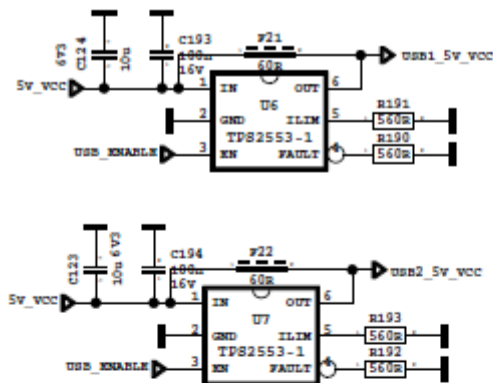 6V3
C124
10u
C193
100n
16V
F21
60R
USB1_5v_VCC
5v_VCC
1
IN
OUT
6
U6
2
GND
ILIM
5
R191
560R
TPS2553-1
R190
560R
USB_ENABLE
3
EN
FAULT
4
C123
10u 6V3
C194
100n
16V
F22
60R
USB2_5v_VCC
5v_VCC
1
IN
OUT
6
U7
2
GND
ILIM
5
R193
560R
TPS2553-1
R192
560R
USB_ENABLE
3
EN
FAULT
4